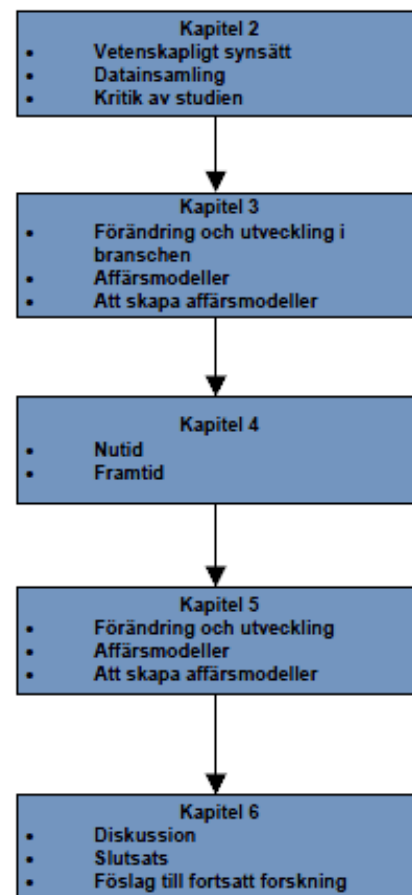 Kapitel 2
• Vetenskapligt synsätt
• Datainsamling
• Kritik av studien
Kapitel 3
• Förändring och utveckling i
branschen
• Affärsmodeller
• Att skapa affärsmodeller
Kapitel 4
• Nutid
• Framtid
Kapitel 5
• Förändring och utveckling
• Affärsmodeller
• Att skapa affärsmodeller
Kapitel 6
• Diskussion
• Slutsats
• Föslag till fortsatt forskning